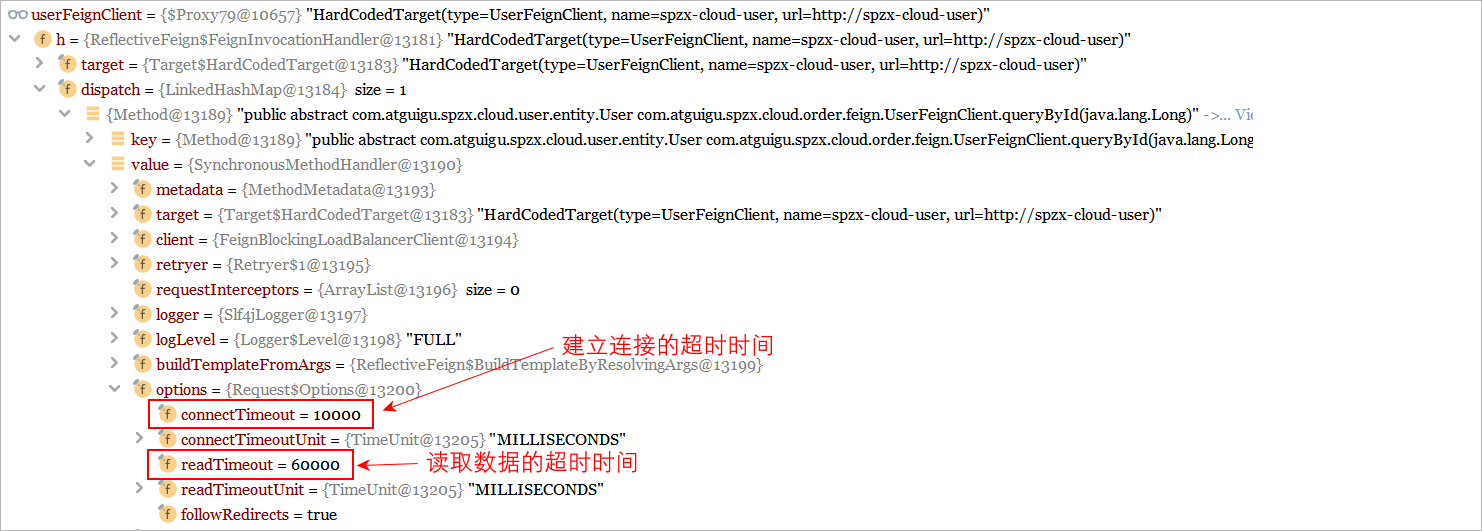 userFeignClient = {$Proxy79@10657} "HardCodedTarget(type=UserFeignClient, name=spzx-cloud-user, url=http://spzx-cloud-user)"
f h = {ReflectiveFeign$FeignInvocationHandler@13181} "HardCodedTarget(type=UserFeignClient, name=spzx-cloud-user, url=http://spzx-cloud-user)"
f target = {Target$HardCodedTarget@13183} "HardCodedTarget(type=UserFeignClient, name=spzx-cloud-user, url=http://spzx-cloud-user)"
f dispatch = {LinkedHashMap@13184} size = 1
{Method@13189} "public abstract com.atguigu.spzx.cloud.user.entity.User com.atguigu.spzx.cloud.order.feign.UserFeignClient.queryById(java.lang.Long)" ->... Vie
key = {Method@13189} "public abstract com.atguigu.spzx.cloud.user.entity.User com.atguigu.spzx.cloud.order.feign.UserFeignClient.queryById(java.lang.Long
value = {SynchronousMethodHandler@13190}
f metadata = {MethodMetadata@13193}
f target = {Target$HardCodedTarget@13183} "HardCodedTarget(type=UserFeignClient, name=spzx-cloud-user, url=http://spzx-cloud-user)"
f client = {FeignBlockingLoadBalancerClient@13194}
f retryer = {Retryer$1@13195}
f requestInterceptors = {ArrayList@13196} size = 0
f logger = {Slf4jLogger@13197}
f logLevel = {Logger$Level@13198} "FULL"
建立连接的超时时间
f buildTemplateFromArgs = {ReflectiveFeign$BuildTemplateByResolvingArgs@13199}
f options = {Request$Options@13200}
f connectTimeout = 10000
f connectTimeoutUnit = {TimeUnit@13205} "MILLISECONDS"
f readTimeout = 60000
读取数据的超时时间
f readTimeoutUnit = {TimeUnit@13205} "MILLISECONDS"
f followRedirects = true